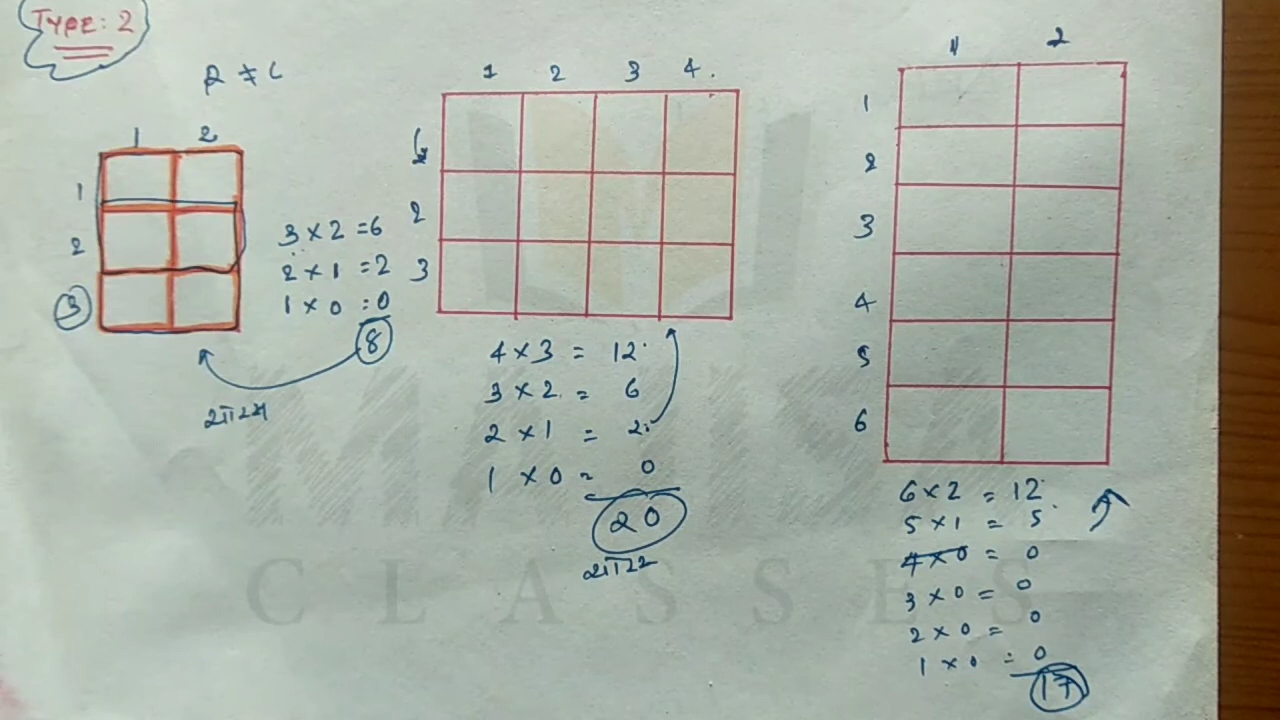 TYPE: 2
R ≠ C
1 2
1
2
3
3 × 2 = 6
2 × 1 = 2
1 × 0 = 0
8
1 2 3 4
2
3
4 × 3 = 12
3 × 2 = 6
2 × 1 = 2
1 × 0 = 0
20
1 2
1
2
3
4
5
6
6 × 2 = 12
5 × 1 = 5
4 × 0 = 0
3 × 0 = 0
2 × 0 = 0
1 × 0 = 0
17
MATHS
CLASSES